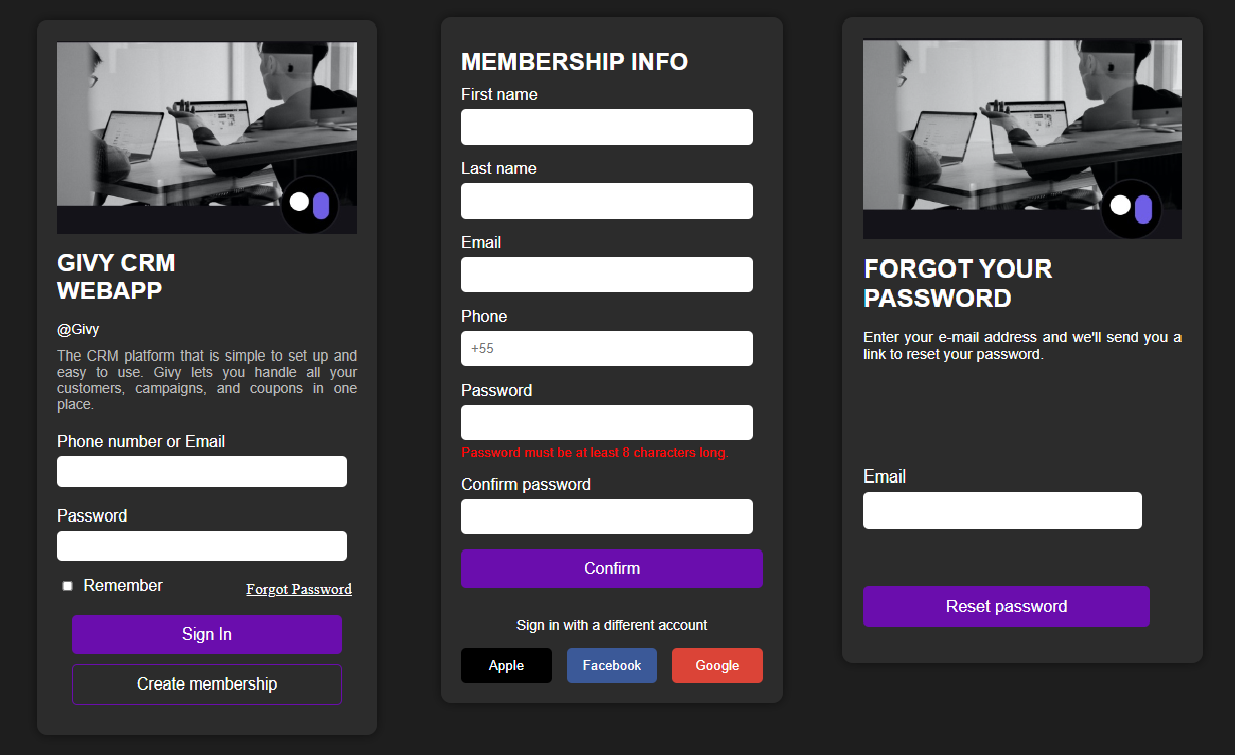 GIVY CRM
WEBAPP
@Givy
The CRM platform that is simple to set up and
easy to use. Givy lets you handle all your
customers, campaigns, and coupons in one
place.
Phone number or Email
Password
Remember
Forgot Password
Sign In
Create membership
MEMBERSHIP INFO
First name
Last name
Email
Phone
+55
Password
Password must be at least 8 characters long.
Confirm password
Confirm
Sign in with a different account
Apple
Facebook
Google
FORGOT YOUR
PASSWORD
Enter your e-mail address and we'll send you a
link to reset your password.
Email
Reset password